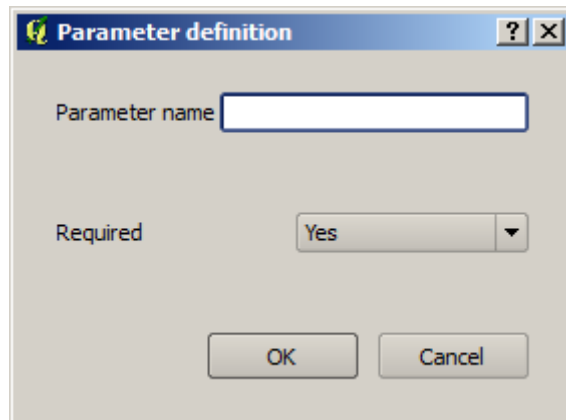 Parameter definition
Parameter name
Required Yes
OK Cancel